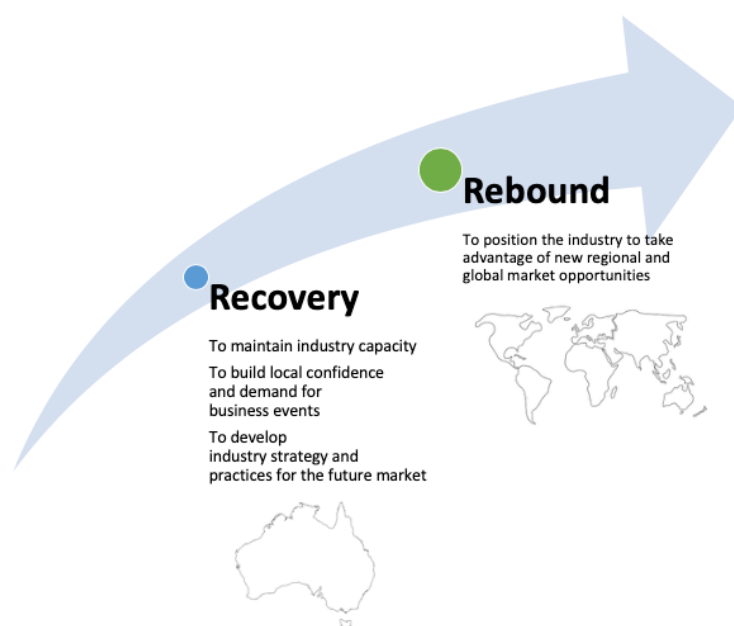 Rebound
To position the industry to take
advantage of new regional and
global market opportunities
Recovery
To maintain industry capacity
To build local confidence
and demand for
business events
To develop
industry strategy and
practices for the future market